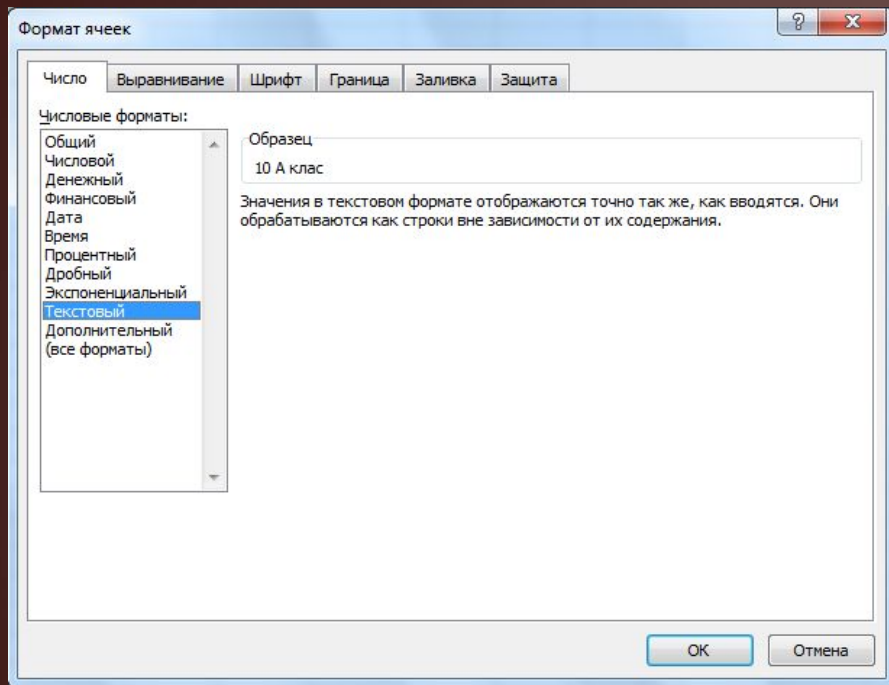 Формат ячеек
Число Выравнивание Шрифт Граница Заливка Защита
Числовые форматы:
Общий
Числовой
Денежный
Финансовый
Дата
Время
Процентный
Дробный
Экспоненциальный
Текстовый
Дополнительный
(все форматы)
Образец
10 А клас
Значения в текстовом формате отображаются точно так же, как вводятся. Они
обрабатываются как строки вне зависимости от их содержания.
ОК Отмена